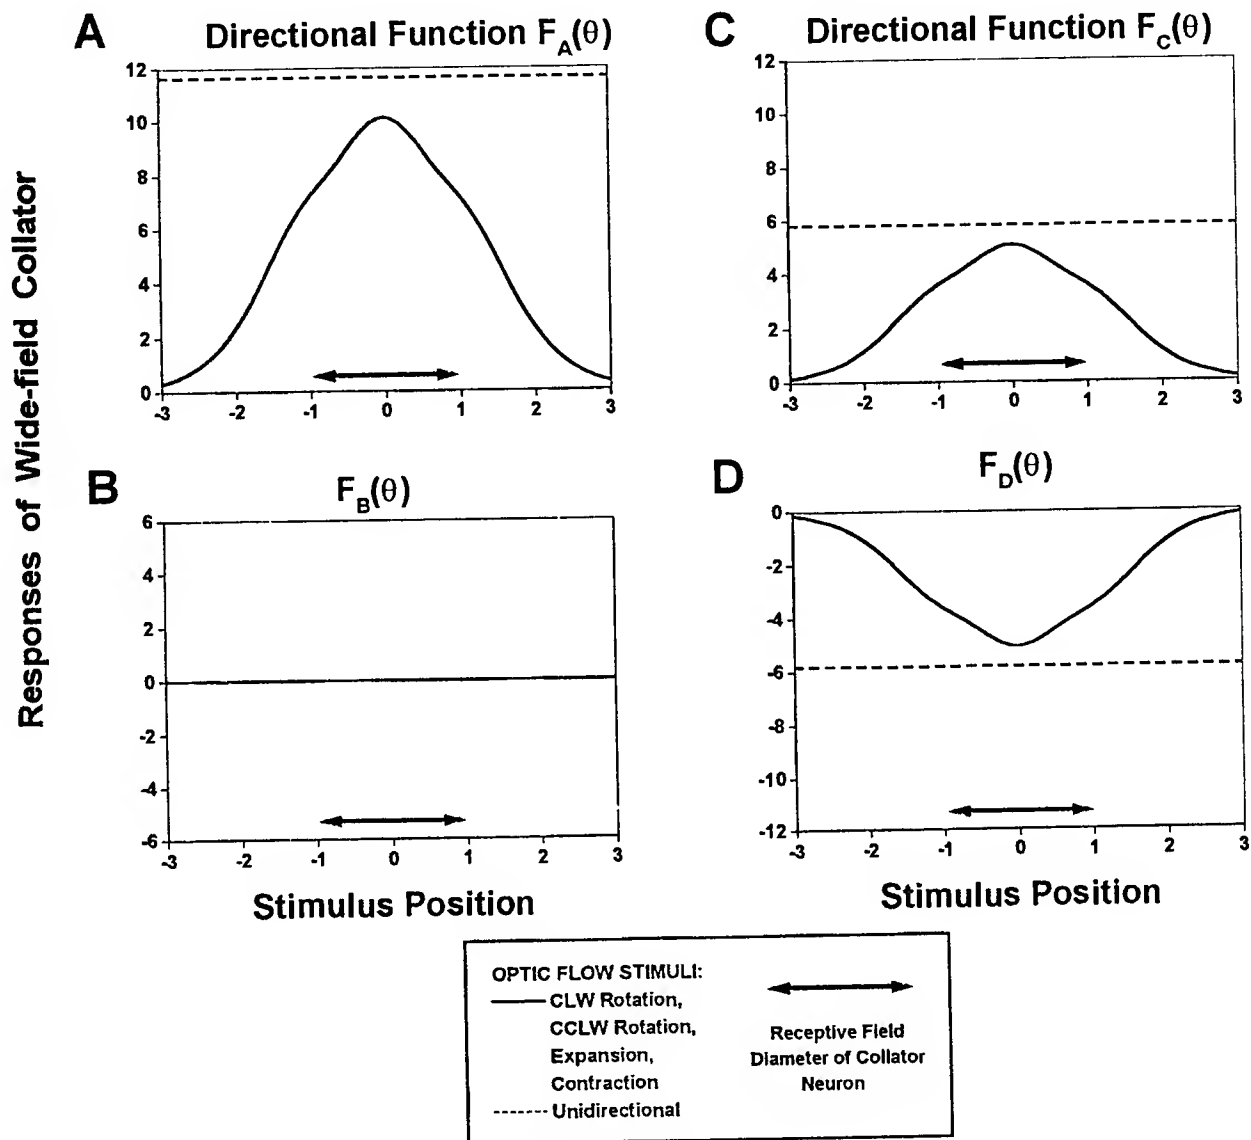 A
Directional Function F_A(θ)
C
Directional Function F_C(θ)
Responses of Wide-field Collator
12
10
8
6
4
2
0
-3 -2 -1 0 1 2 3
12
10
8
6
4
2
0
-3 -2 -1 0 1 2 3
B
F_B(θ)
6
4
2
0
-2
-4
-6
-3 -2 -1 0 1 2 3
Stimulus Position
D
F_D(θ)
0
-2
-4
-6
-8
-10
-12
-3 -2 -1 0 1 2 3
Stimulus Position
OPTIC FLOW STIMULI:
CLW Rotation,
CCLW Rotation,
Expansion,
Contraction
Unidirectional
Receptive Field
Diameter of Collator
Neuron